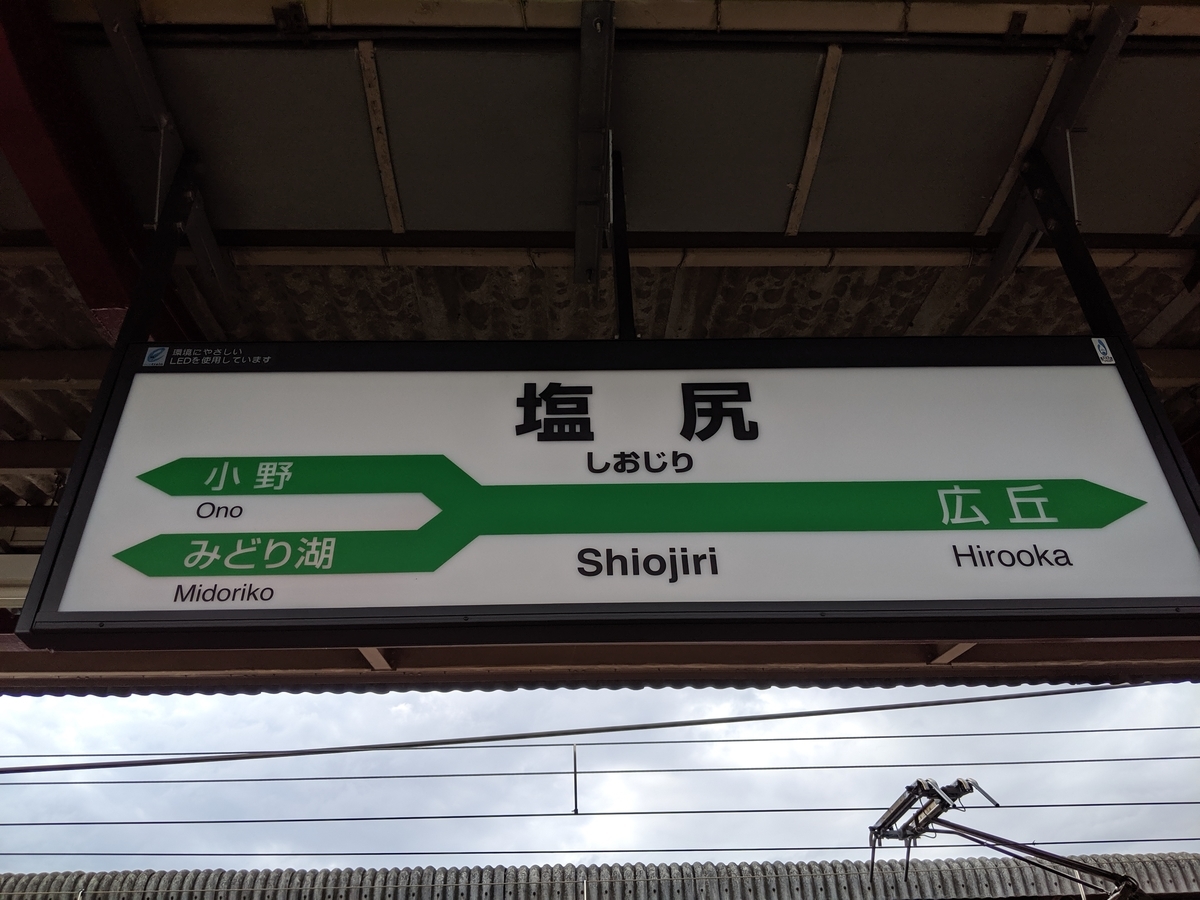 環境にやさしい
LEDを使用しています
塩 尻
しおじり
小 野
Ono
広 丘
みどり湖
Shiojiri
Hirooka
Midoriko